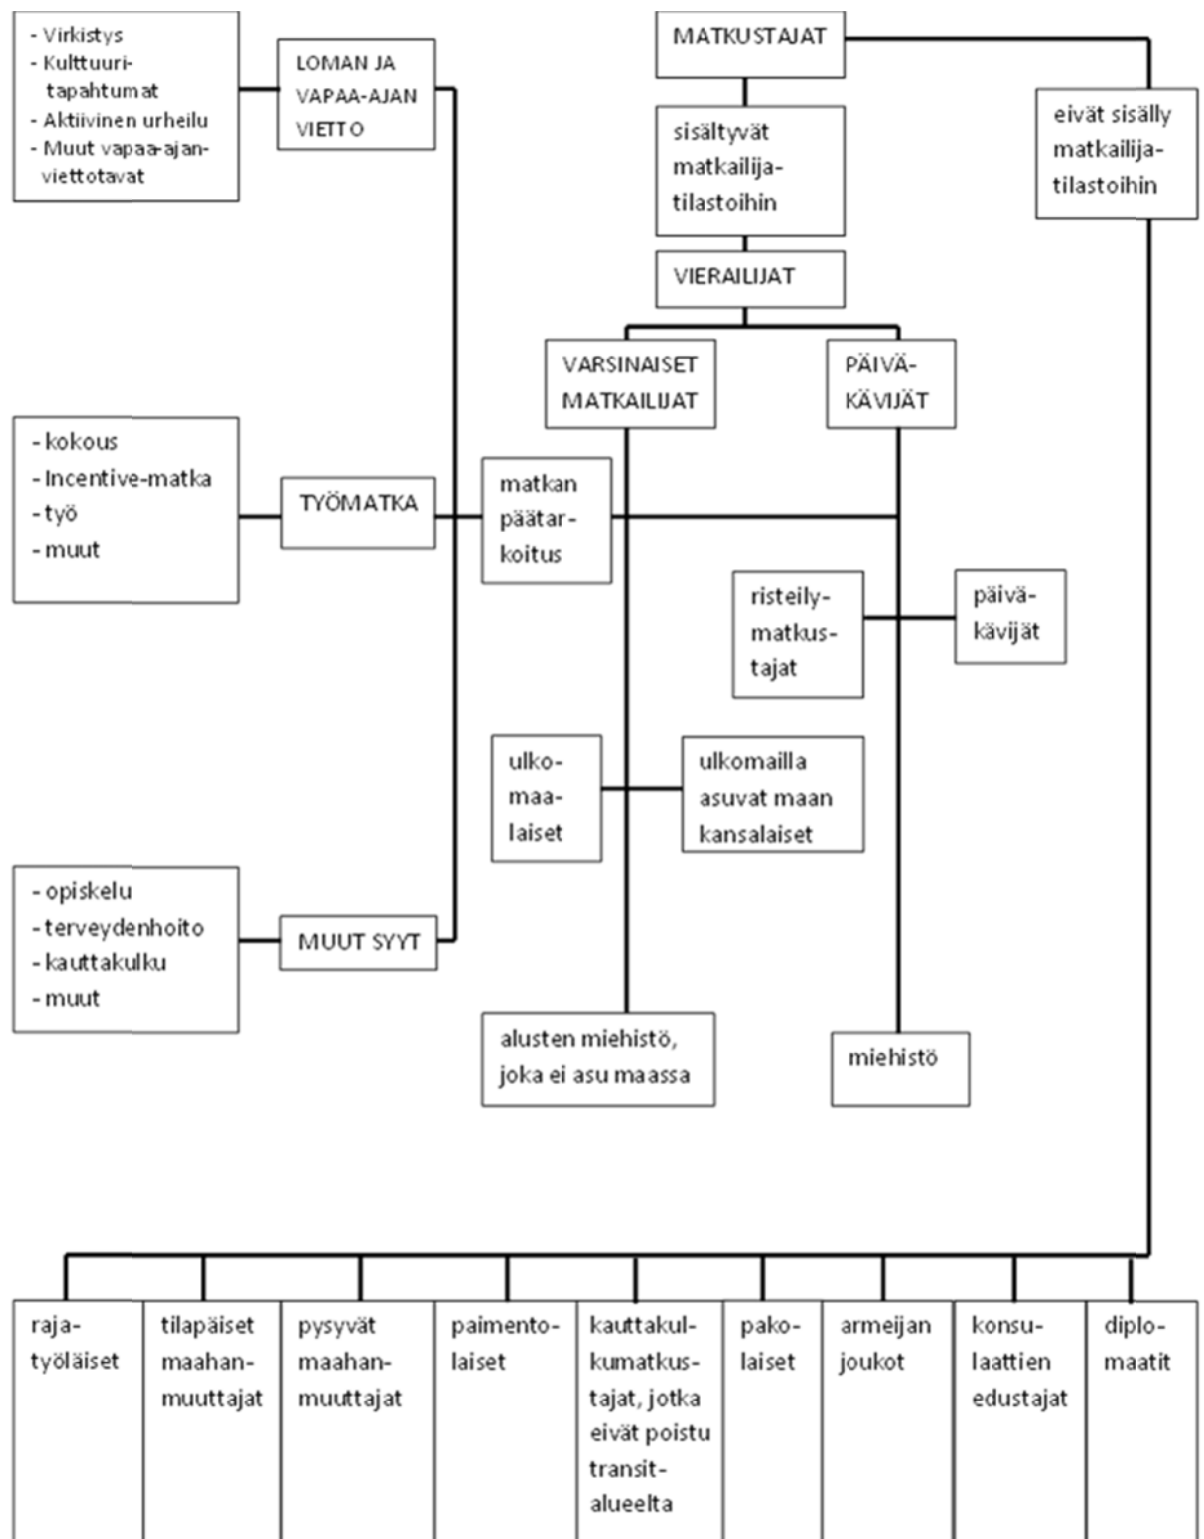 - Virkistys
- Kulttuuri-
tapahtumat
- Aktiivinen urheilu
- Muut vapaa-ajan-
viettotavat
LOMAN JA
VAPAA-AJAN
VIETTO
MATKUSTAJAT
sisältyvät
matkailija-
tilastoihin
eivät sisälly
matkailija-
tilastoihin
VIERAILIJAT
VARSINAISET
MATKAILIJAT
PÄIVÄ-
KÄVIJÄT
- kokous
- Incentive-matka
- työ
- muut
TYÖMATKA
matkan
päätar-
koitus
risteily-
matkus-
tajat
päivä-
kävijät
ulko-
maa-
laiset
ulkomailla
asuvat maan
kansalaiset
- opiskelu
- terveydenhoito
- kauttakulku
- muut
MUUT SYYT
alusten miehistö,
joka ei asu maassa
miehistö
raja-
työläiset
tilapäiset
maahan-
muuttajat
pysyvät
maahan-
muuttajat
paimento-
laiset
kauttakul-
kumatkus-
tajat, jotka
eivät poistu
transit-
alueelta
pako-
laiset
armeijan
joukot
konsu-
laattien
edustajat
diplo-
maatit